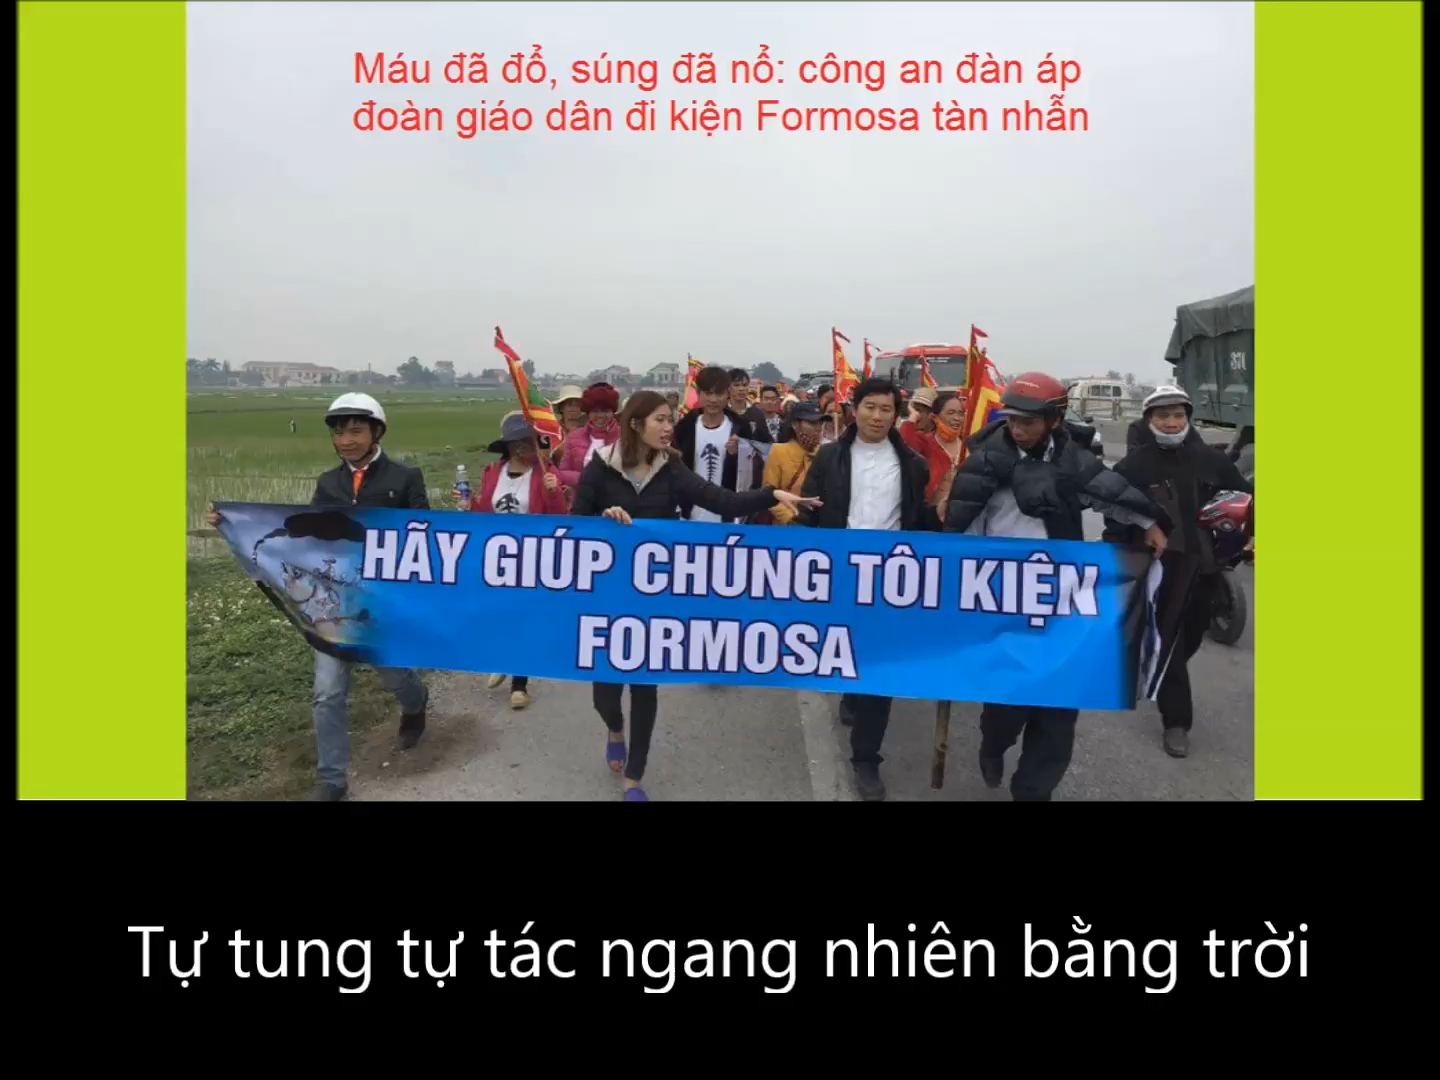 Máu đã đổ, súng đã nổ: công an đàn áp
đoàn giáo dân đi kiện Formosa tàn nhẫn
37C
HÃY GIÚP CHÚNG TÔI KIỆN
FORMOSA
Tự tung tự tác ngang nhiên bằng trời